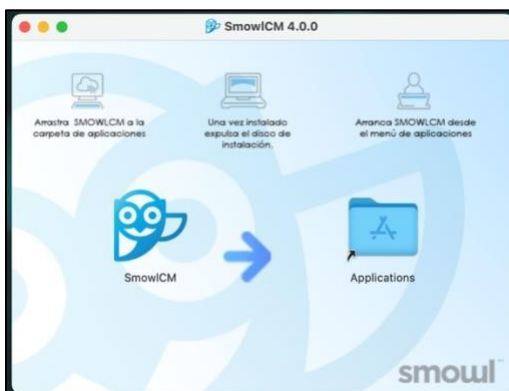 SmowlCM 4.0.0
Arrastra SMOWLCM a la
carpeta de aplicaciones
Una vez instalado
expulsa el disco de
instalación.
Arranca SMOWLCM desde
el menú de aplicaciones
SmowlCM
Applications
smowl